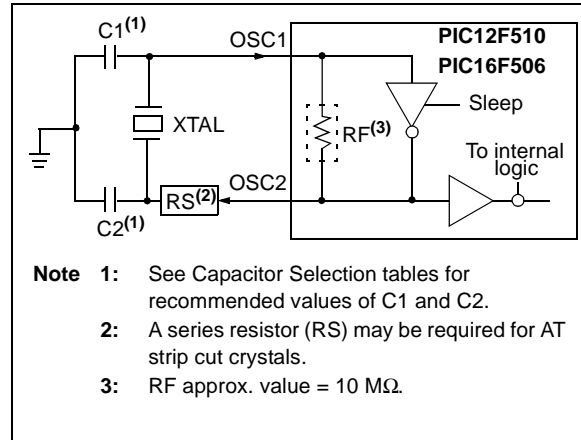 C1(1)
OSC1
PIC12F510
PIC16F506
Sleep
XTAL
RF(3)
To internal
logic
OSC2
RS(2)
C2(1)
Note 1: See Capacitor Selection tables for
recommended values of C1 and C2.
2: A series resistor (RS) may be required for AT
strip cut crystals.
3: RF approx. value = 10 MΩ.